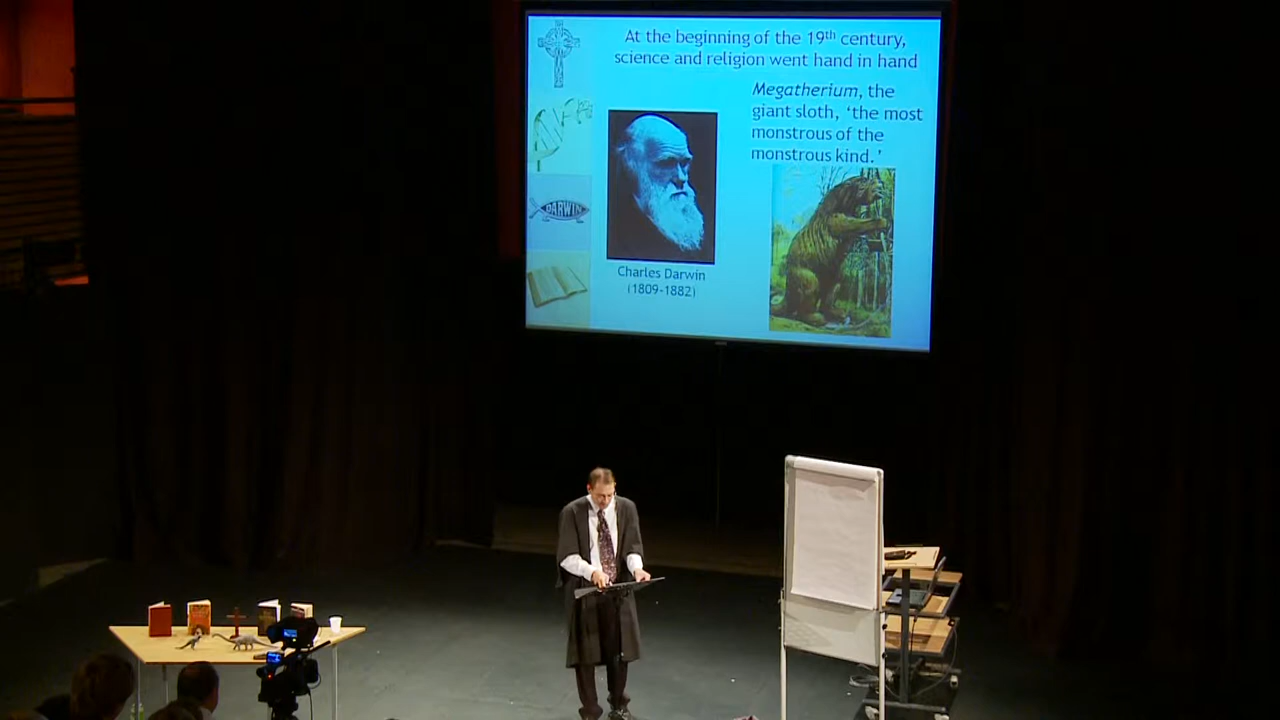 At the beginning of the 19th century,
science and religion went hand in hand
Megatherium, the
giant sloth, ‘the most
monstrous of the
monstrous kind.’
DARWIN
Charles Darwin
(1809-1882)